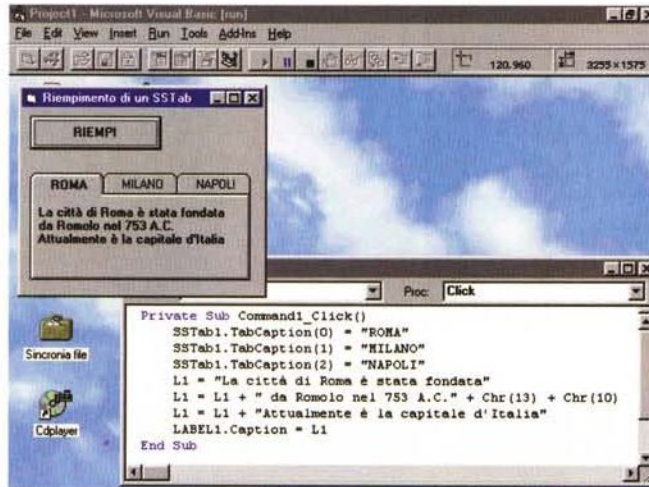 Project1 - Microsoft Visual Basic [run]
File Edit View Insert Run Tools Add-Ins Help
120,960 3255 × 1575
Riempimento di un SSTab
RIEMPI
ROMA MILANO NAPOLI
La città di Roma è stata fondata
da Romolo nel 753 A.C.
Attualmente è la capitale d'Italia
Proc: Click
Private Sub Command1_Click()
SSTab1.TabCaption(0) = "ROMA"
SSTab1.TabCaption(1) = "MILANO"
SSTab1.TabCaption(2) = "NAPOLI"
L1 = "La città di Roma è stata fondata"
L1 = L1 + " da Romolo nel 753 A.C." + Chr(13) + Chr(10)
L1 = L1 + "Attualmente è la capitale d'Italia"
LABEL1.Caption = L1
End Sub
Sincronia file
Cdplayer